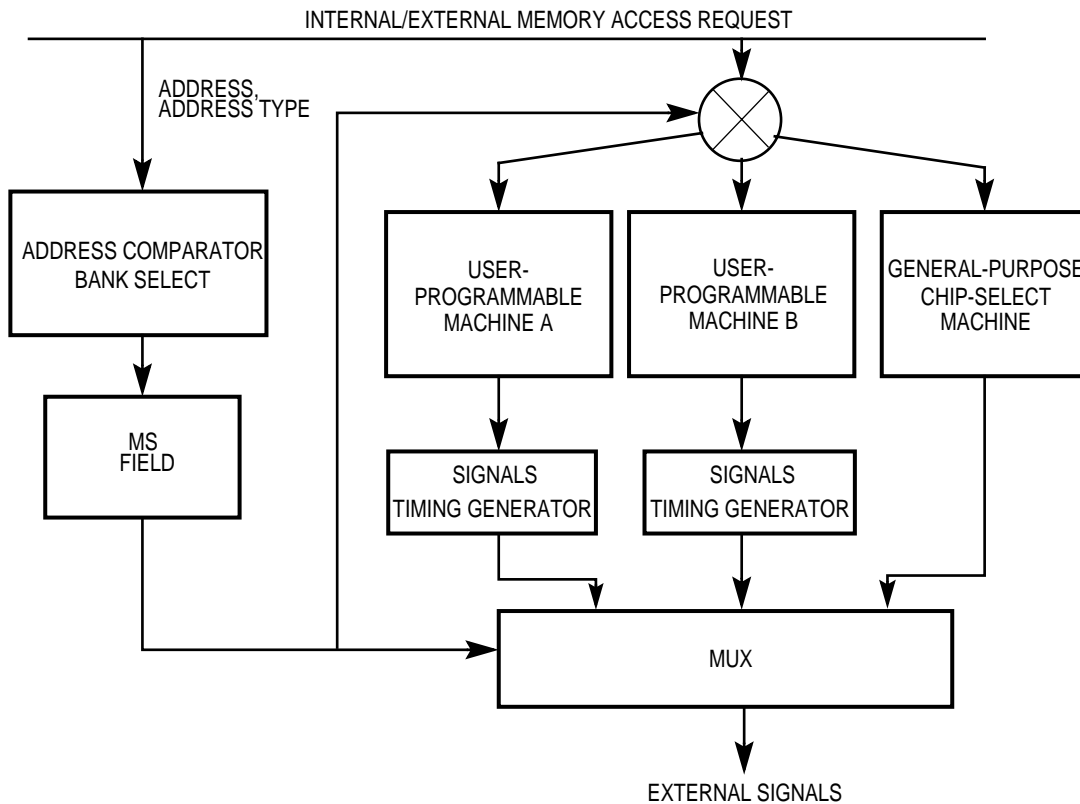 INTERNAL/EXTERNAL MEMORY ACCESS REQUEST
ADDRESS,
ADDRESS TYPE
ADDRESS COMPARATOR
BANK SELECT
USER-
PROGRAMMABLE
MACHINE A
USER-
PROGRAMMABLE
MACHINE B
GENERAL-PURPOSE
CHIP-SELECT
MACHINE
MS
FIELD
SIGNALS
TIMING GENERATOR
SIGNALS
TIMING GENERATOR
MUX
EXTERNAL SIGNALS